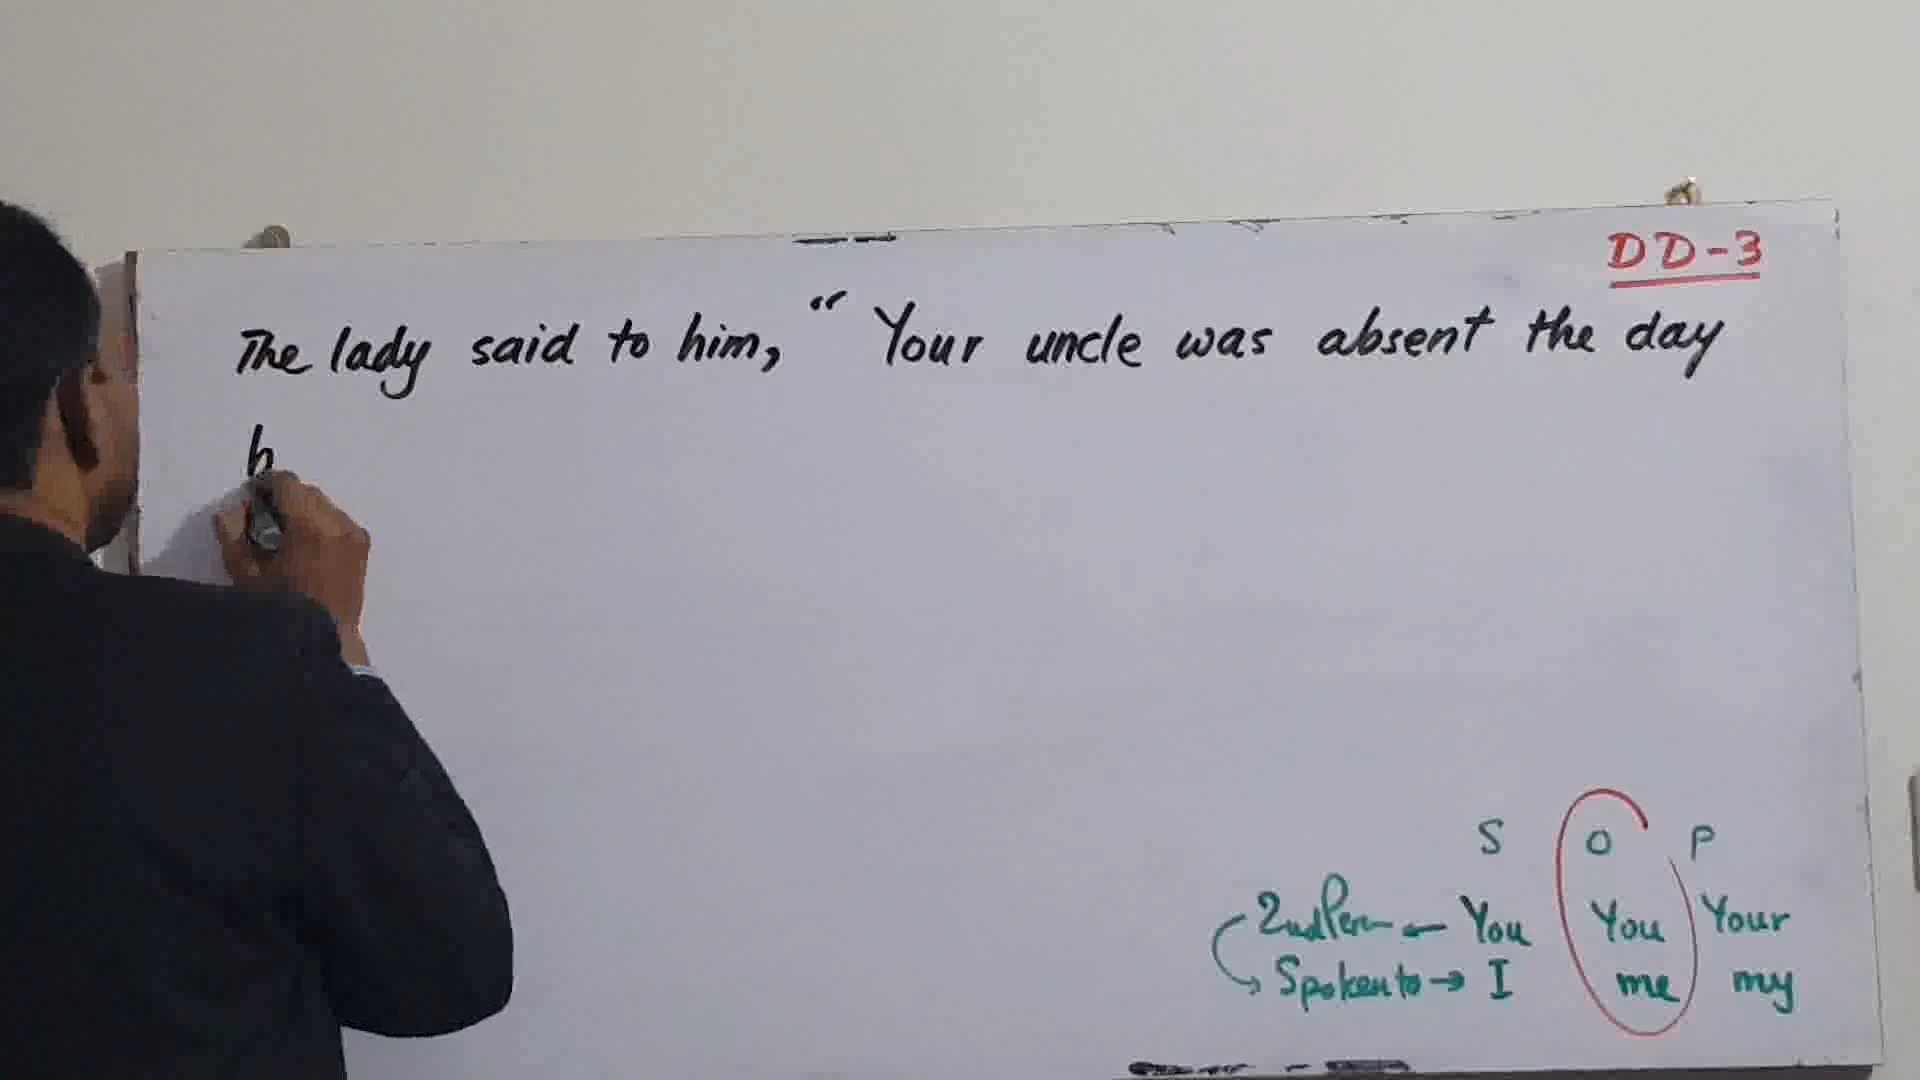 DD-3
The lady said to him, " Your uncle was absent the day
b
S O P
2nd Per You You Your
Spoken to → I me my